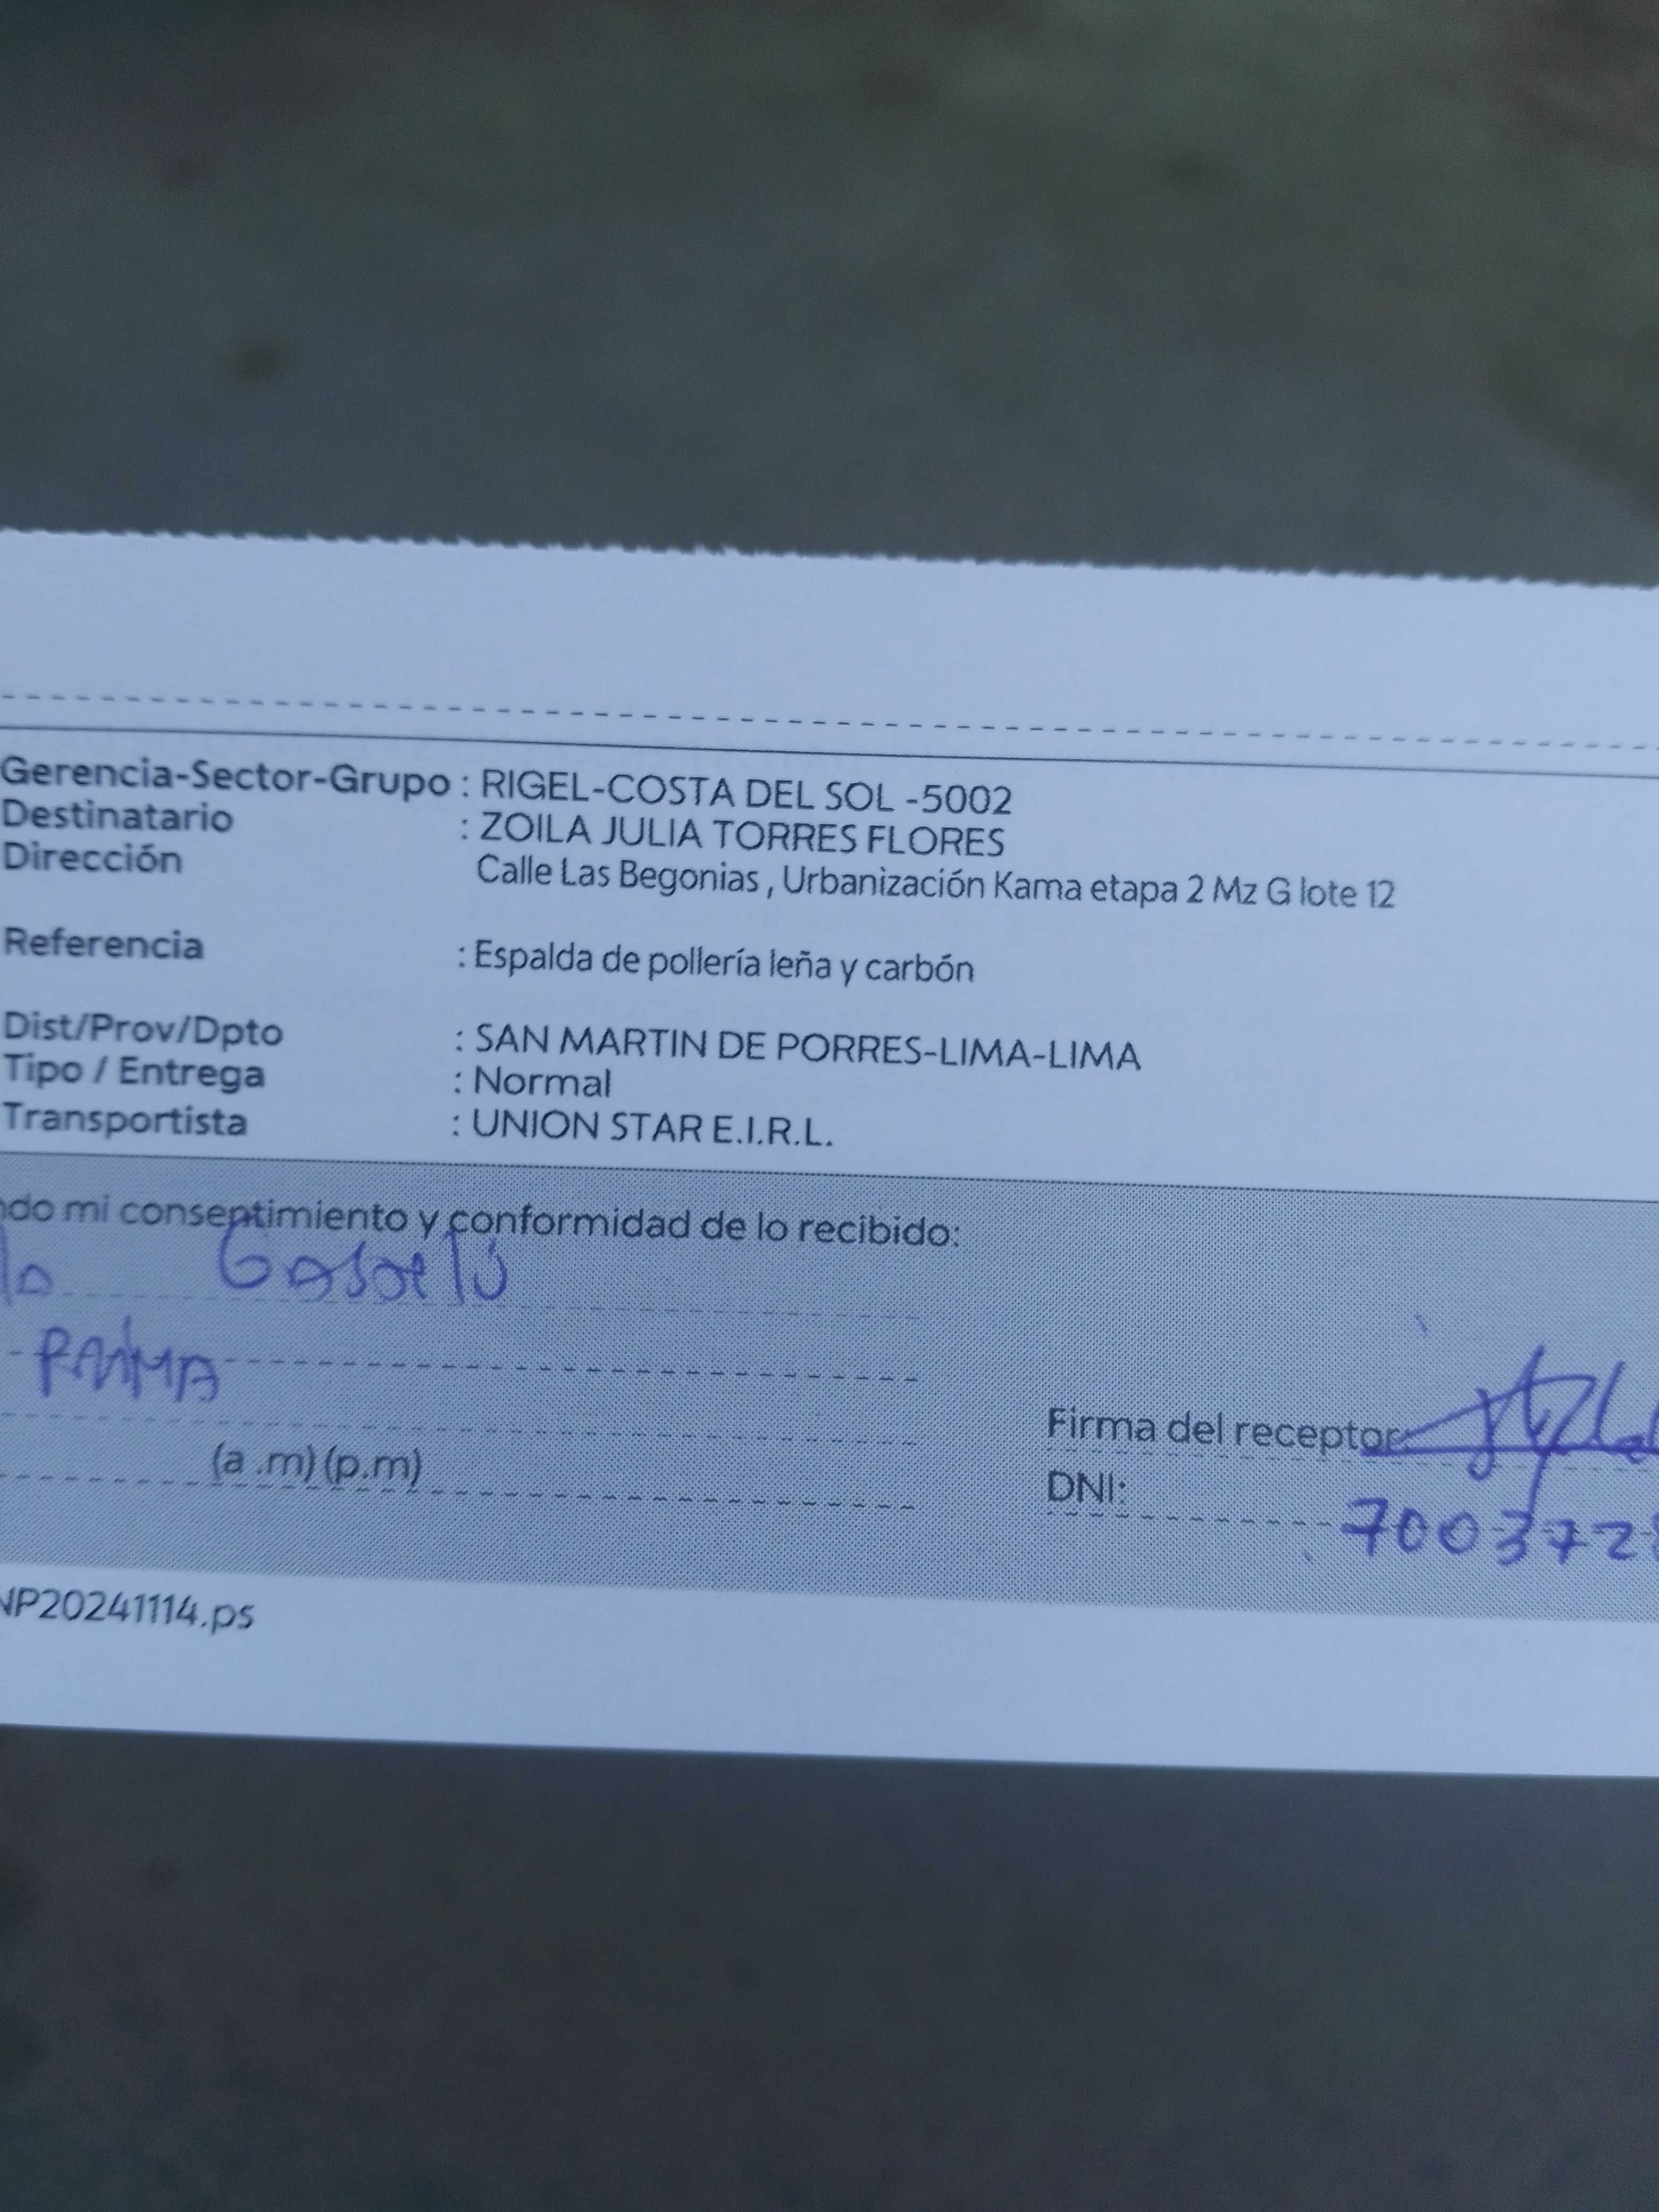 Gerencia-Sector-Grupo : RIGEL-COSTA DEL SOL -5002
Destinatario : ZOILA JULIA TORRES FLORES
Dirección Calle Las Begonias , Urbanización Kama etapa 2 Mz G lote 12
Referencia : Espalda de pollería leña y carbón
Dist/Prov/Dpto : SAN MARTIN DE PORRES-LIMA-LIMA
Tipo / Entrega : Normal
Transportista : UNION STAR E.I.R.L.
ndo mi consentimiento y conformidad de lo recibido:
Firma del receptor:
(a .m) (p.m)
DNI: 7003728
NP20241114.ps